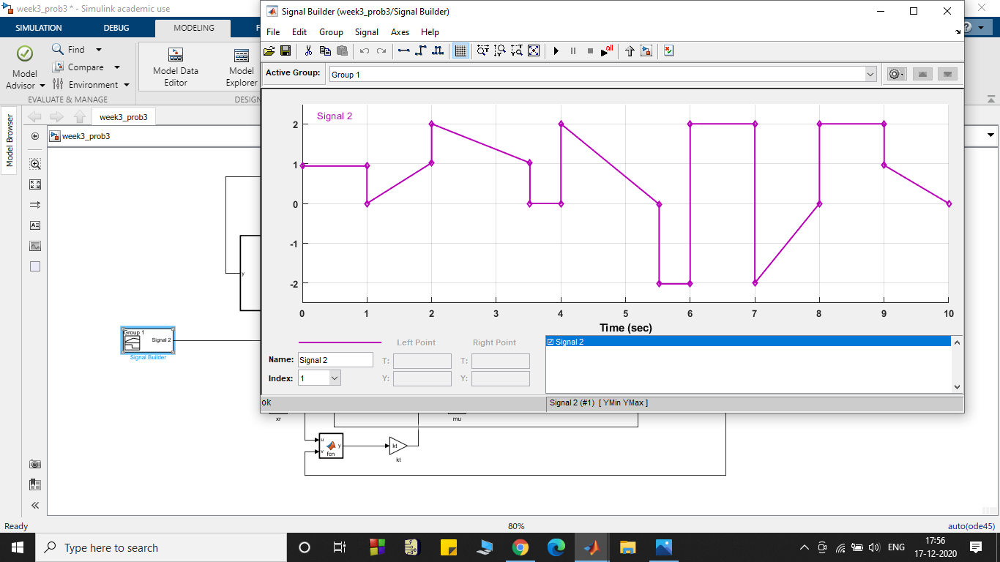 week3_prob3 * - Simulink academic use
SIMULATION
DEBUG
MODELING
F
Model
Advisor
Find
Compare
Environment
EVALUATE & MANAGE
Model Data
Editor
Model
Explorer
DESIGN
Model Browser
week3_prob3
week3_prob3
Signal Builder (week3_prob3/Signal Builder)
File Edit Group Signal Axes Help
all
Active Group:
Group 1
Signal 2
2
1
0
-1
-2
0 1 2 3 4 5 6 7 8 9 10
Time (sec)
Left Point Right Point
Name: Signal 2 T: T:
Index: 1 Y: Y:
Signal 2
ok
Signal 2 (#1) [ YMin YMax ]
y
Group 1
Signal 2
Signal Builder
xr
mu
u
v
y
fcn
kt
kt
Ready
80%
auto(ode45)
Type here to search
ENG
17:56
17-12-2020